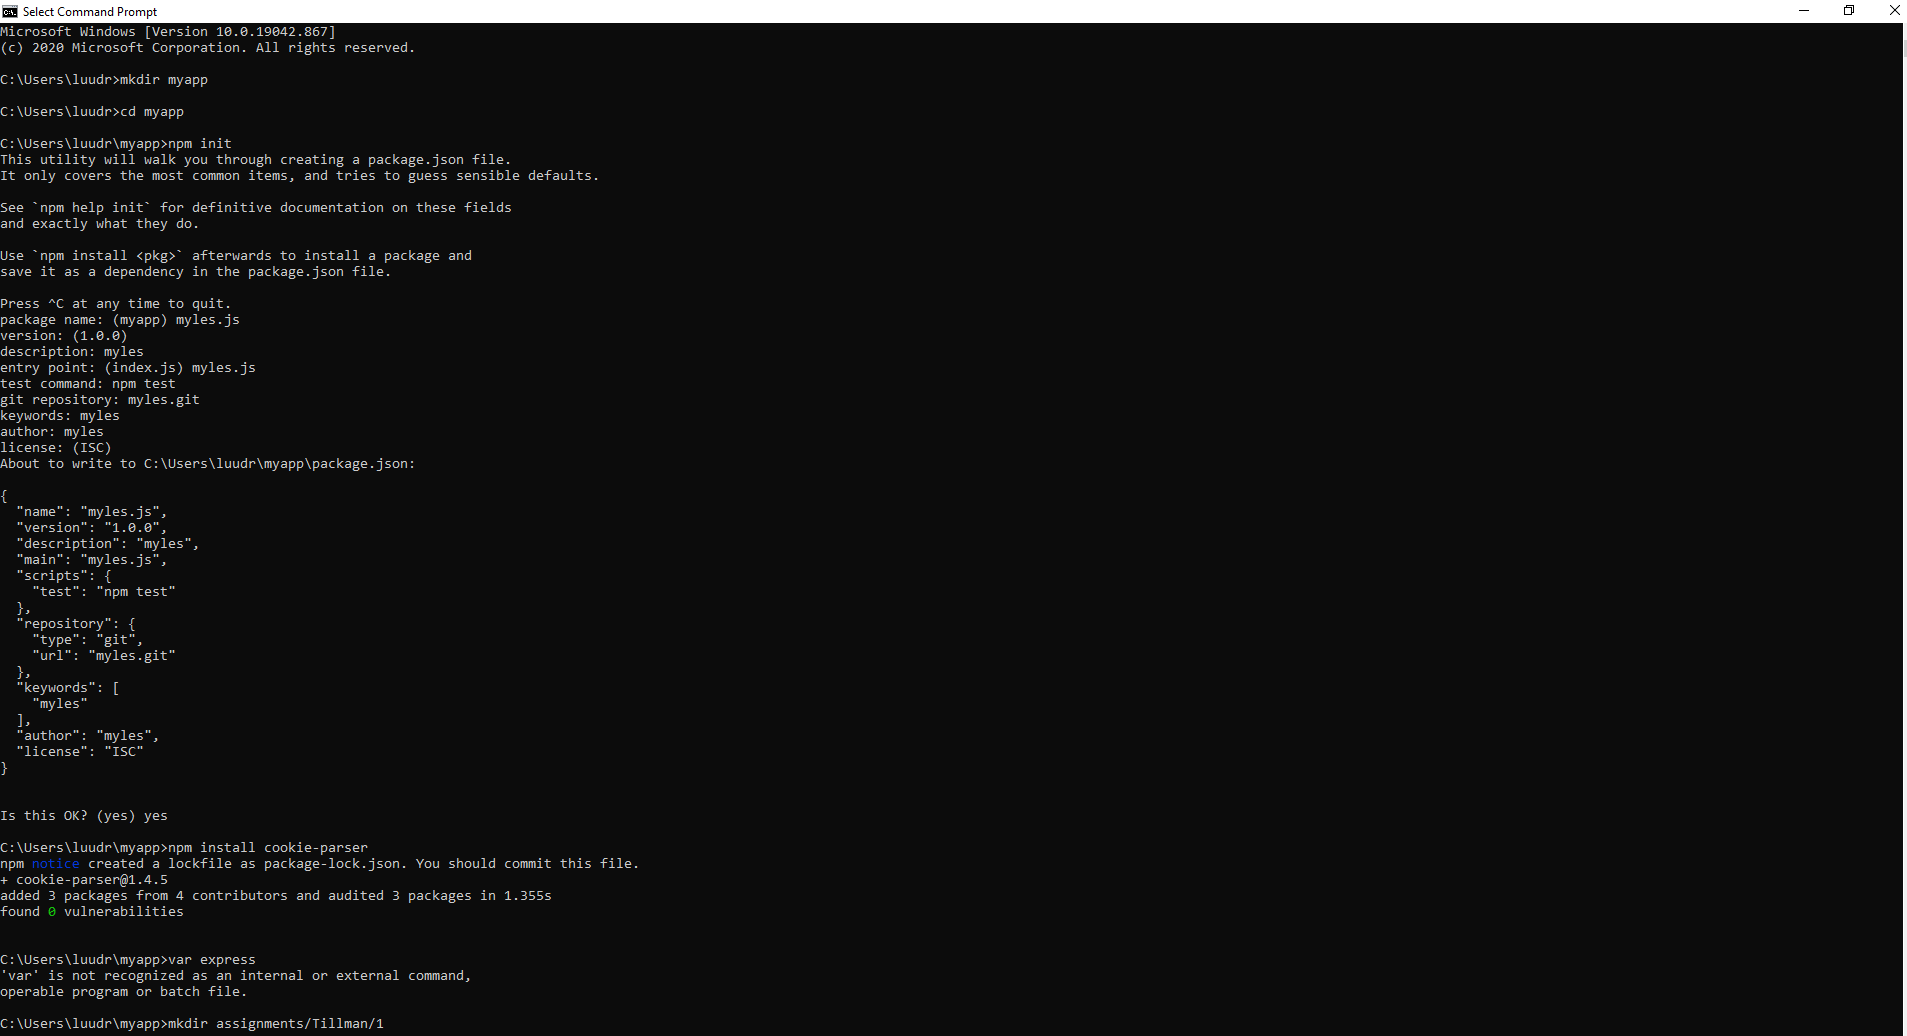 Select Command Prompt
Microsoft Windows [Version 10.0.19042.867]
(c) 2020 Microsoft Corporation. All rights reserved.
C:\Users\luudr>mkdir myapp
C:\Users\luudr>cd myapp
C:\Users\luudr\myapp>npm init
This utility will walk you through creating a package.json file.
It only covers the most common items, and tries to guess sensible defaults.
See `npm help init` for definitive documentation on these fields
and exactly what they do.
Use `npm install <pkg>` afterwards to install a package and
save it as a dependency in the package.json file.
Press ^C at any time to quit.
package name: (myapp) myles.js
version: (1.0.0)
description: myles
entry point: (index.js) myles.js
test command: npm test
git repository: myles.git
keywords: myles
author: myles
license: (ISC)
About to write to C:\Users\luudr\myapp\package.json:
{
  "name": "myles.js",
  "version": "1.0.0",
  "description": "myles",
  "main": "myles.js",
  "scripts": {
    "test": "npm test"
  },
  "repository": {
    "type": "git",
    "url": "myles.git"
  },
  "keywords": [
    "myles"
  ],
  "author": "myles",
  "license": "ISC"
}
Is this OK? (yes) yes
C:\Users\luudr\myapp>npm install cookie-parser
npm notice created a lockfile as package-lock.json. You should commit this file.
+ cookie-parser@1.4.5
added 3 packages from 4 contributors and audited 3 packages in 1.355s
found 0 vulnerabilities
C:\Users\luudr\myapp>var express
'var' is not recognized as an internal or external command,
operable program or batch file.
C:\Users\luudr\myapp>mkdir assignments/Tillman/1